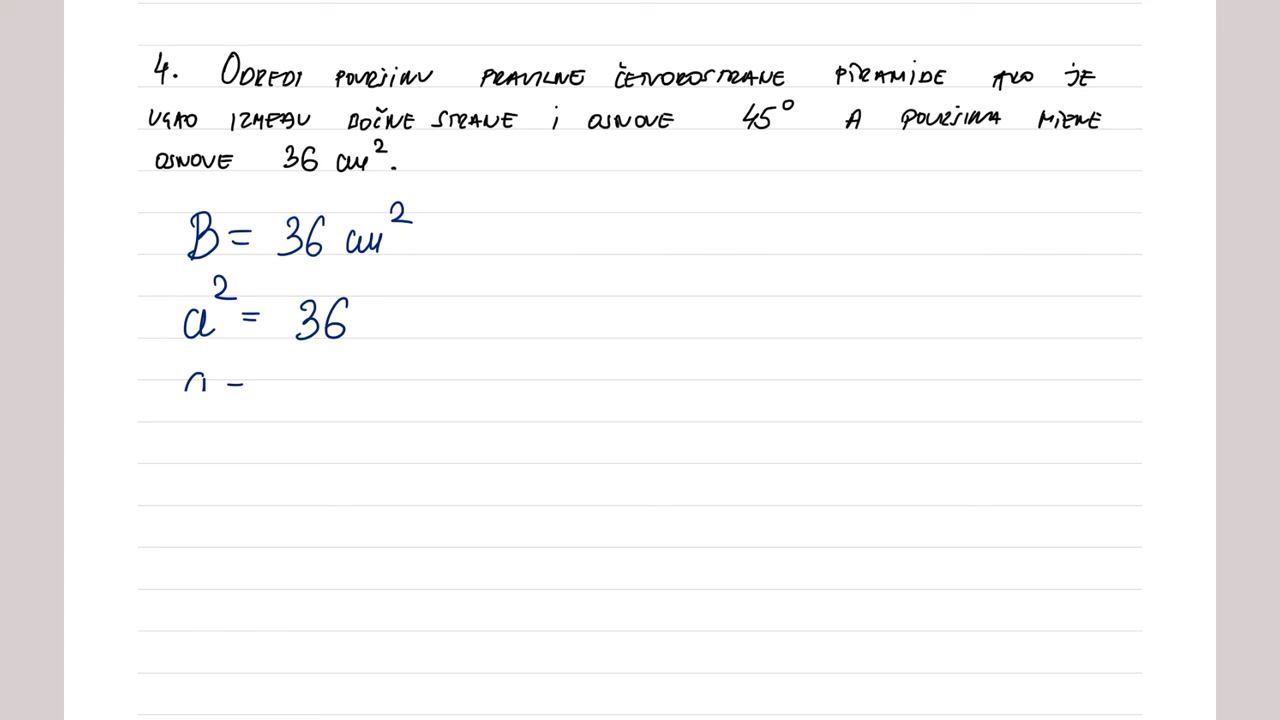 4. ODREDI POVRŠINU PRAVILNE ČETVOROSTRANE PIRAMIDE AKO JE
UGAO IZMEĐU BOČNE STRANE I OSNOVE 45° A POVRŠINA NJENE
OSNOVE 36 cm².
B = 36 cm²
a² = 36
a =